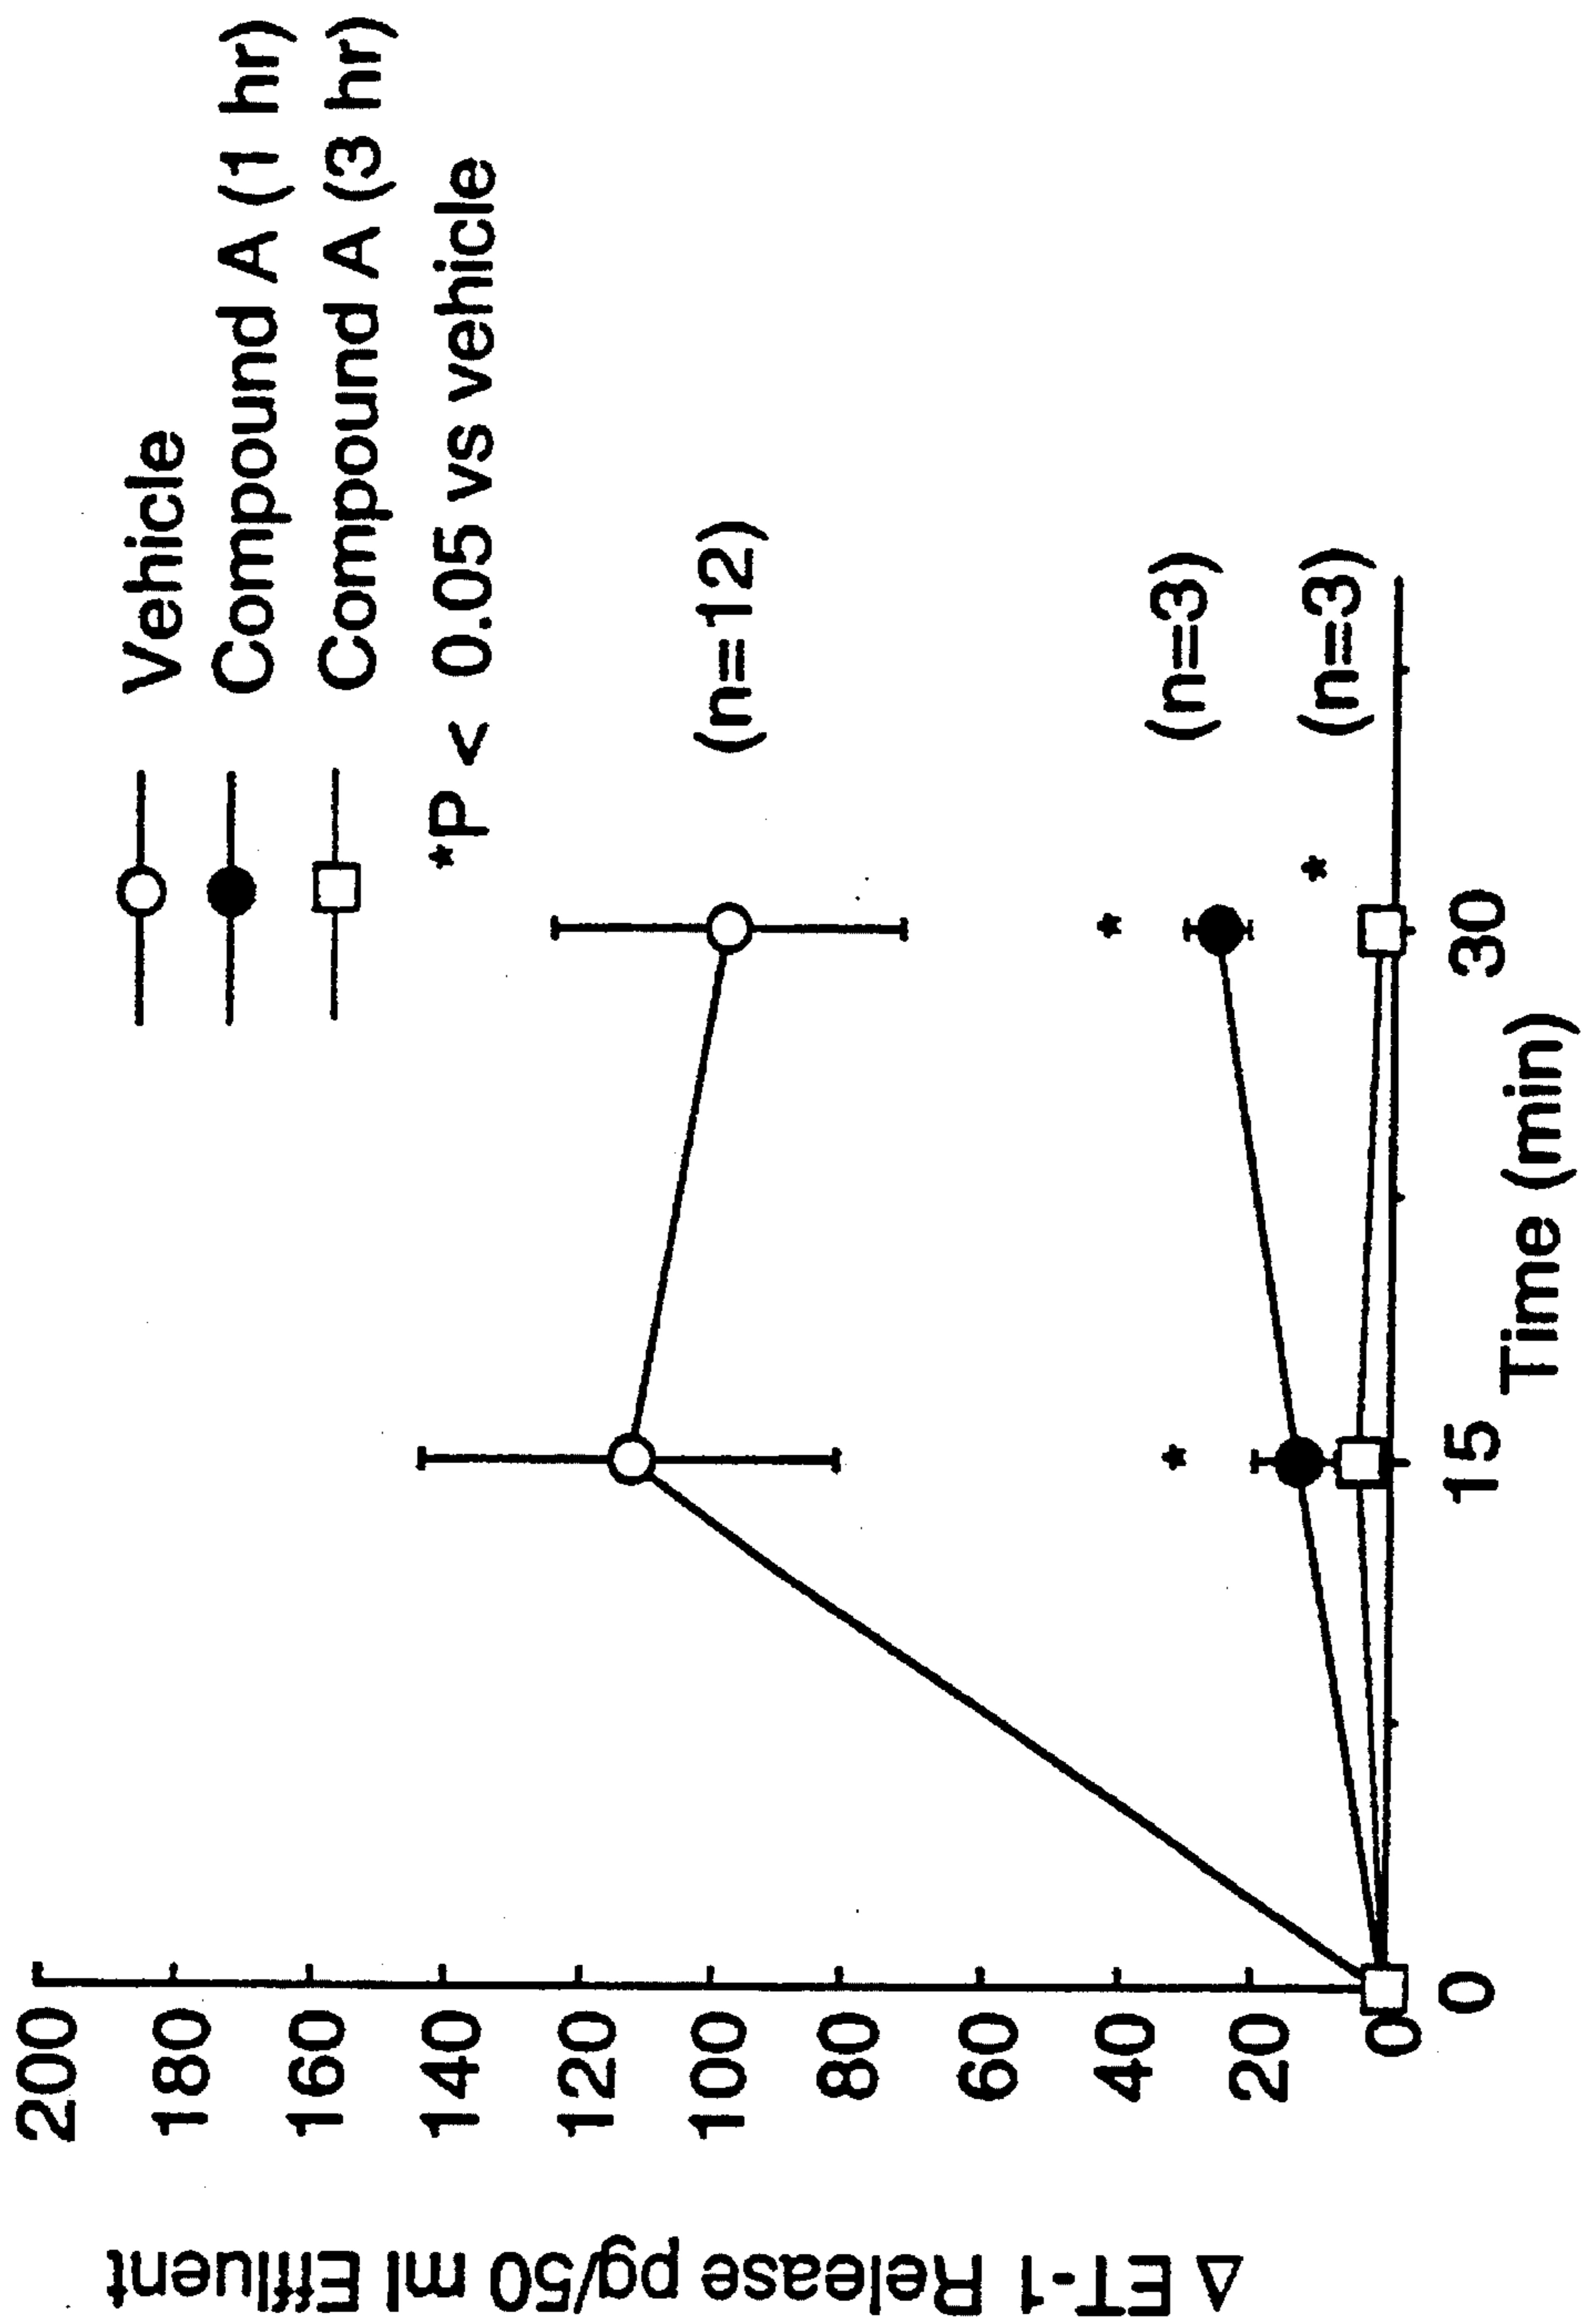 Vehicle
Compound A (1 hr)
Compound A (3 hr)
*P < 0.05 vs vehicle
Δ ET-1 Release pg/50 ml Effluent
200
180
160
140
120
100
80
60
40
20
0
(n=12)
*
(n=3)
*
*
(n=3)
0
15
30
Time (min)